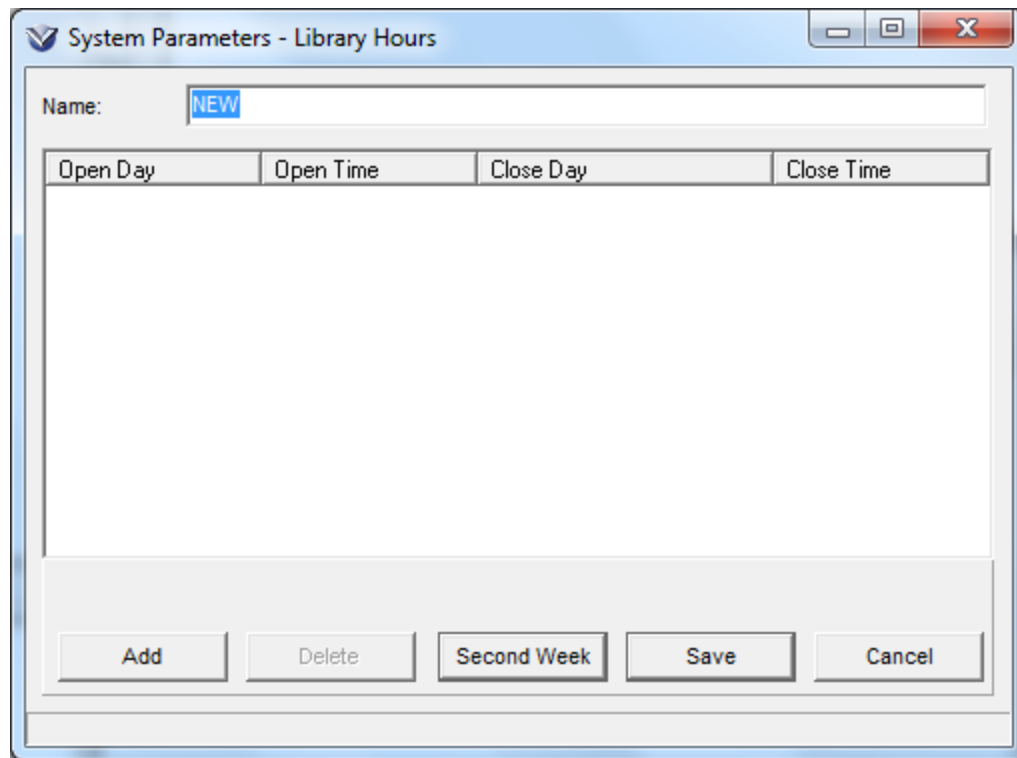 System Parameters - Library Hours
Name: NEW
Open Day Open Time Close Day Close Time
Add Delete Second Week Save Cancel